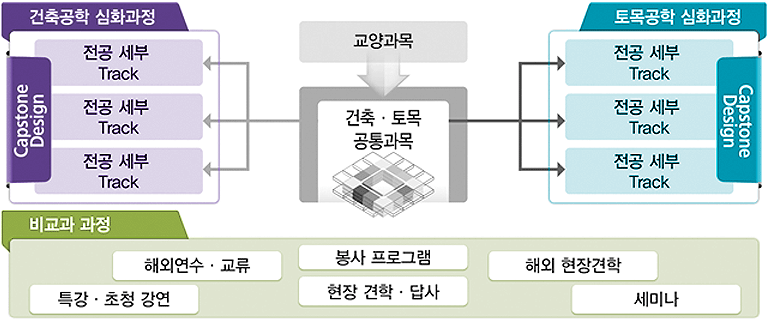 건축공학 심화과정
Capstone
Design
전공 세부
Track
전공 세부
Track
전공 세부
Track
교양과목
건축 · 토목
공통과목
토목공학 심화과정
전공 세부
Track
전공 세부
Track
전공 세부
Track
Capstone
Design
비교과 과정
해외연수 · 교류
봉사 프로그램
해외 현장견학
특강 · 초청 강연
현장 견학 · 답사
세미나